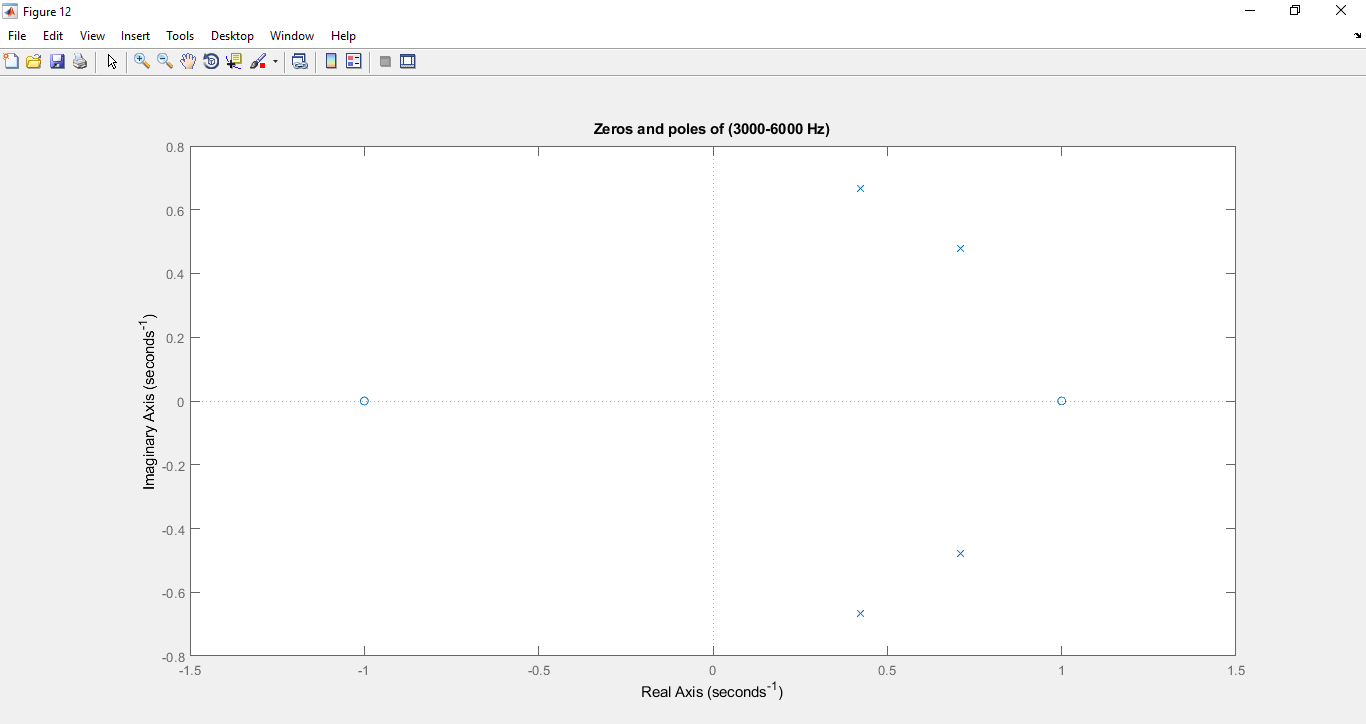 Figure 12
File Edit View Insert Tools Desktop Window Help
Zeros and poles of (3000-6000 Hz)
0.8
0.6
0.4
0.2
0
-0.2
-0.4
-0.6
-0.8
Imaginary Axis (seconds⁻¹)
-1.5 -1 -0.5 0 0.5 1 1.5
Real Axis (seconds⁻¹)